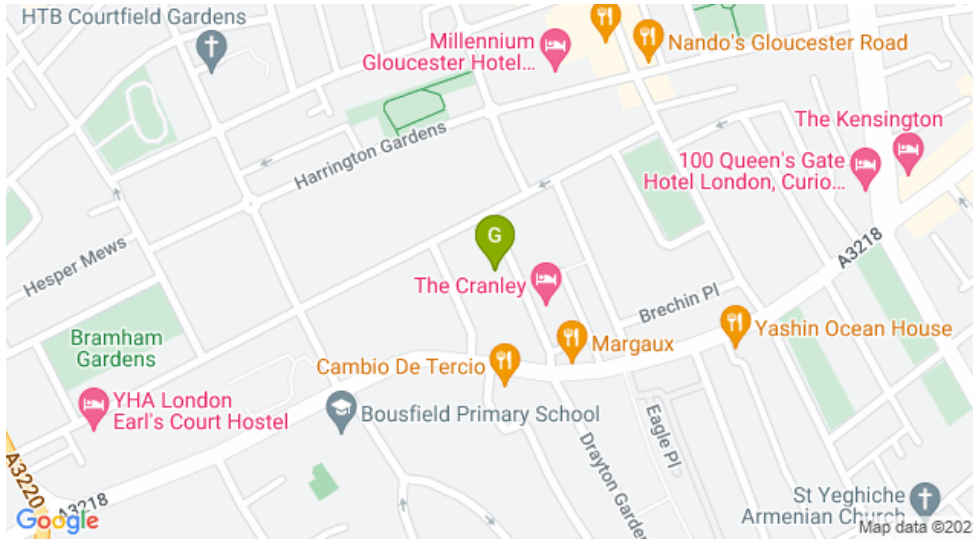 HTB Courtfield Gardens
Millennium
Gloucester Hotel...
Nando's Gloucester Road
The Kensington
100 Queen's Gate
Hotel London, Curio...
Harrington Gardens
Hesper Mews
G
A3218
The Cranley
Brechin Pl
Bramham
Gardens
Cambio De Tercio
Margaux
Yashin Ocean House
YHA London
Earl's Court Hostel
Bousfield Primary School
Eagle Pl
Drayton Garden
A3220
A3218
St Yeghiche
Armenian Church
Google
Map data ©202